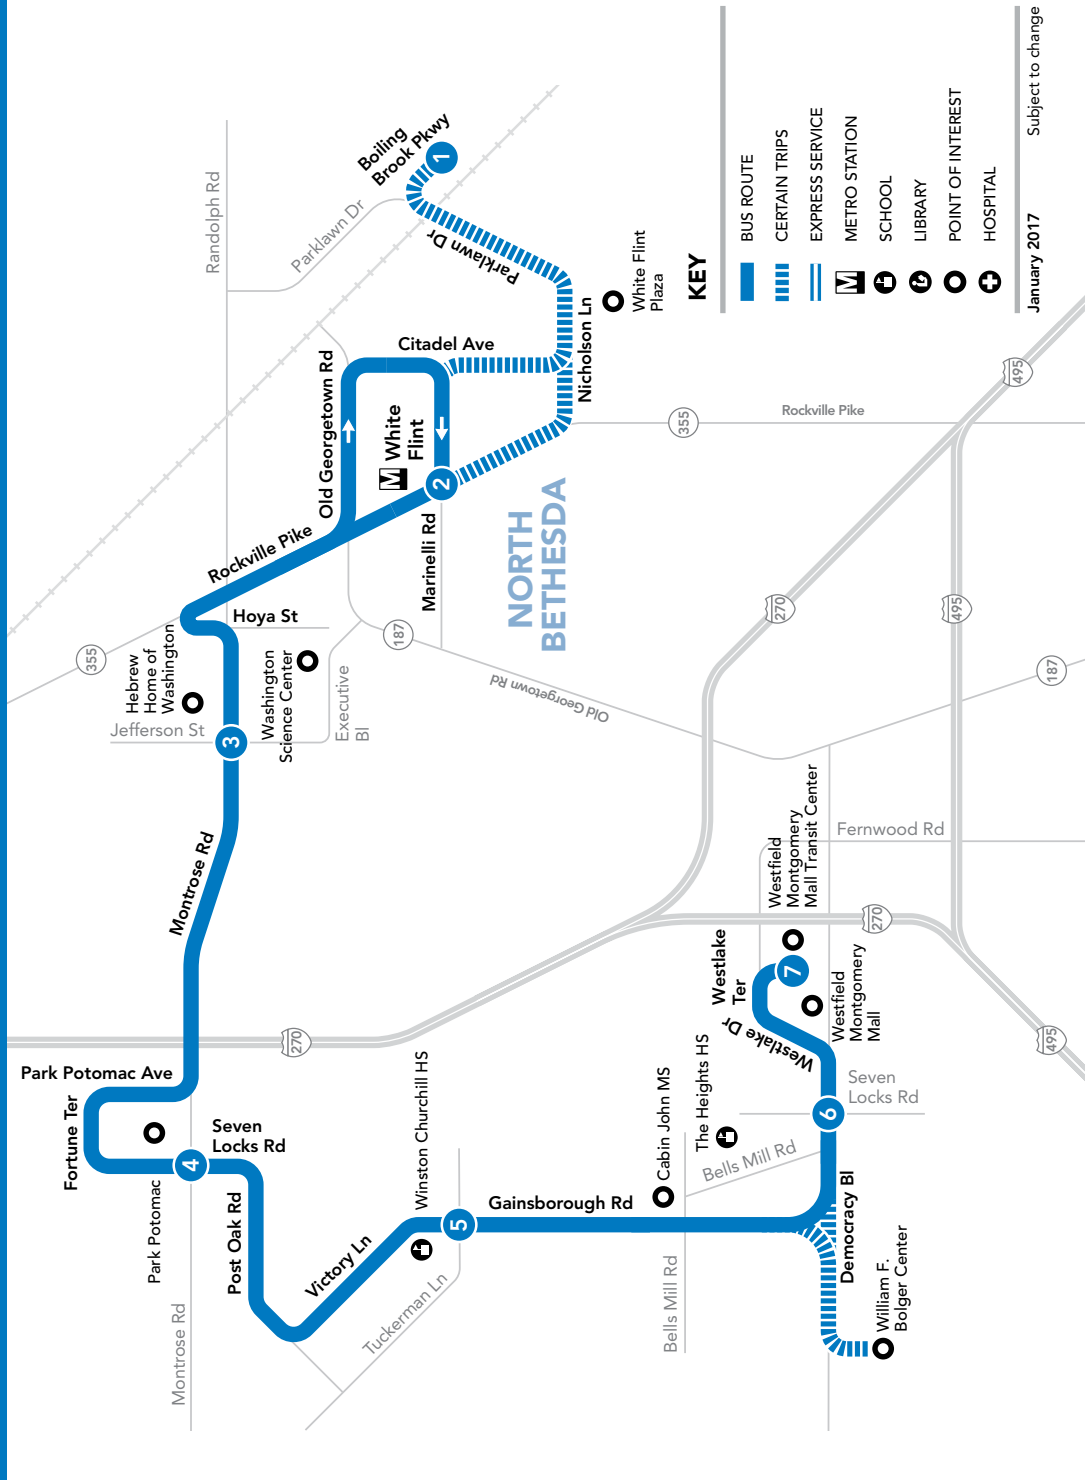 Boiling
Brook Pkwy
1
Randolph Rd
Parklawn Dr
Parklawn Dr
White Flint
Plaza
Nicholson Ln
Citadel Ave
Old Georgetown Rd
M White
Flint
2
Marinelli Rd
Rockville Pike
355
Rockville Pike
NORTH
BETHESDA
Hoya St
355
Hebrew
Home of
Washington
Washington
Science Center
Executive
Bl
187
Old Georgetown Rd
Jefferson St
3
Montrose Rd
270
495
495
187
Fernwood Rd
270
270
495
Westfield
Montgomery
Mall Transit Center
Westlake
Ter
7
Westfield
Montgomery
Mall
Westlake Dr
Seven
Locks Rd
6
The Heights HS
Bells Mill Rd
Cabin John MS
Democracy Bl
William F.
Bolger Center
Bells Mill Rd
Gainsborough Rd
Winston Churchill HS
5
Tuckerman Ln
Victory Ln
Post Oak Rd
Seven
Locks Rd
4
Park Potomac
Montrose Rd
Fortune Ter
Park Potomac Ave
KEY
BUS ROUTE
CERTAIN TRIPS
EXPRESS SERVICE
M METRO STATION
SCHOOL
LIBRARY
POINT OF INTEREST
HOSPITAL
January 2017 Subject to change